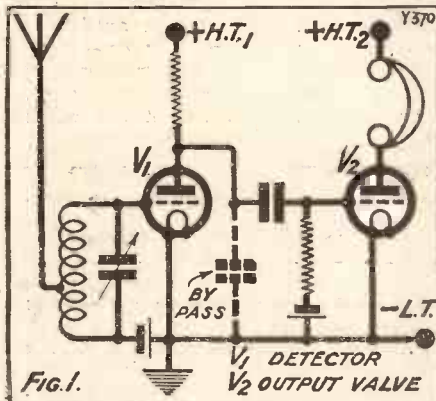 Y370
+H.T.1
+H.T.2
V1
V2
BY
PASS
-L.T.
V1 DETECTOR
V2 OUTPUT VALVE
FIG.1.